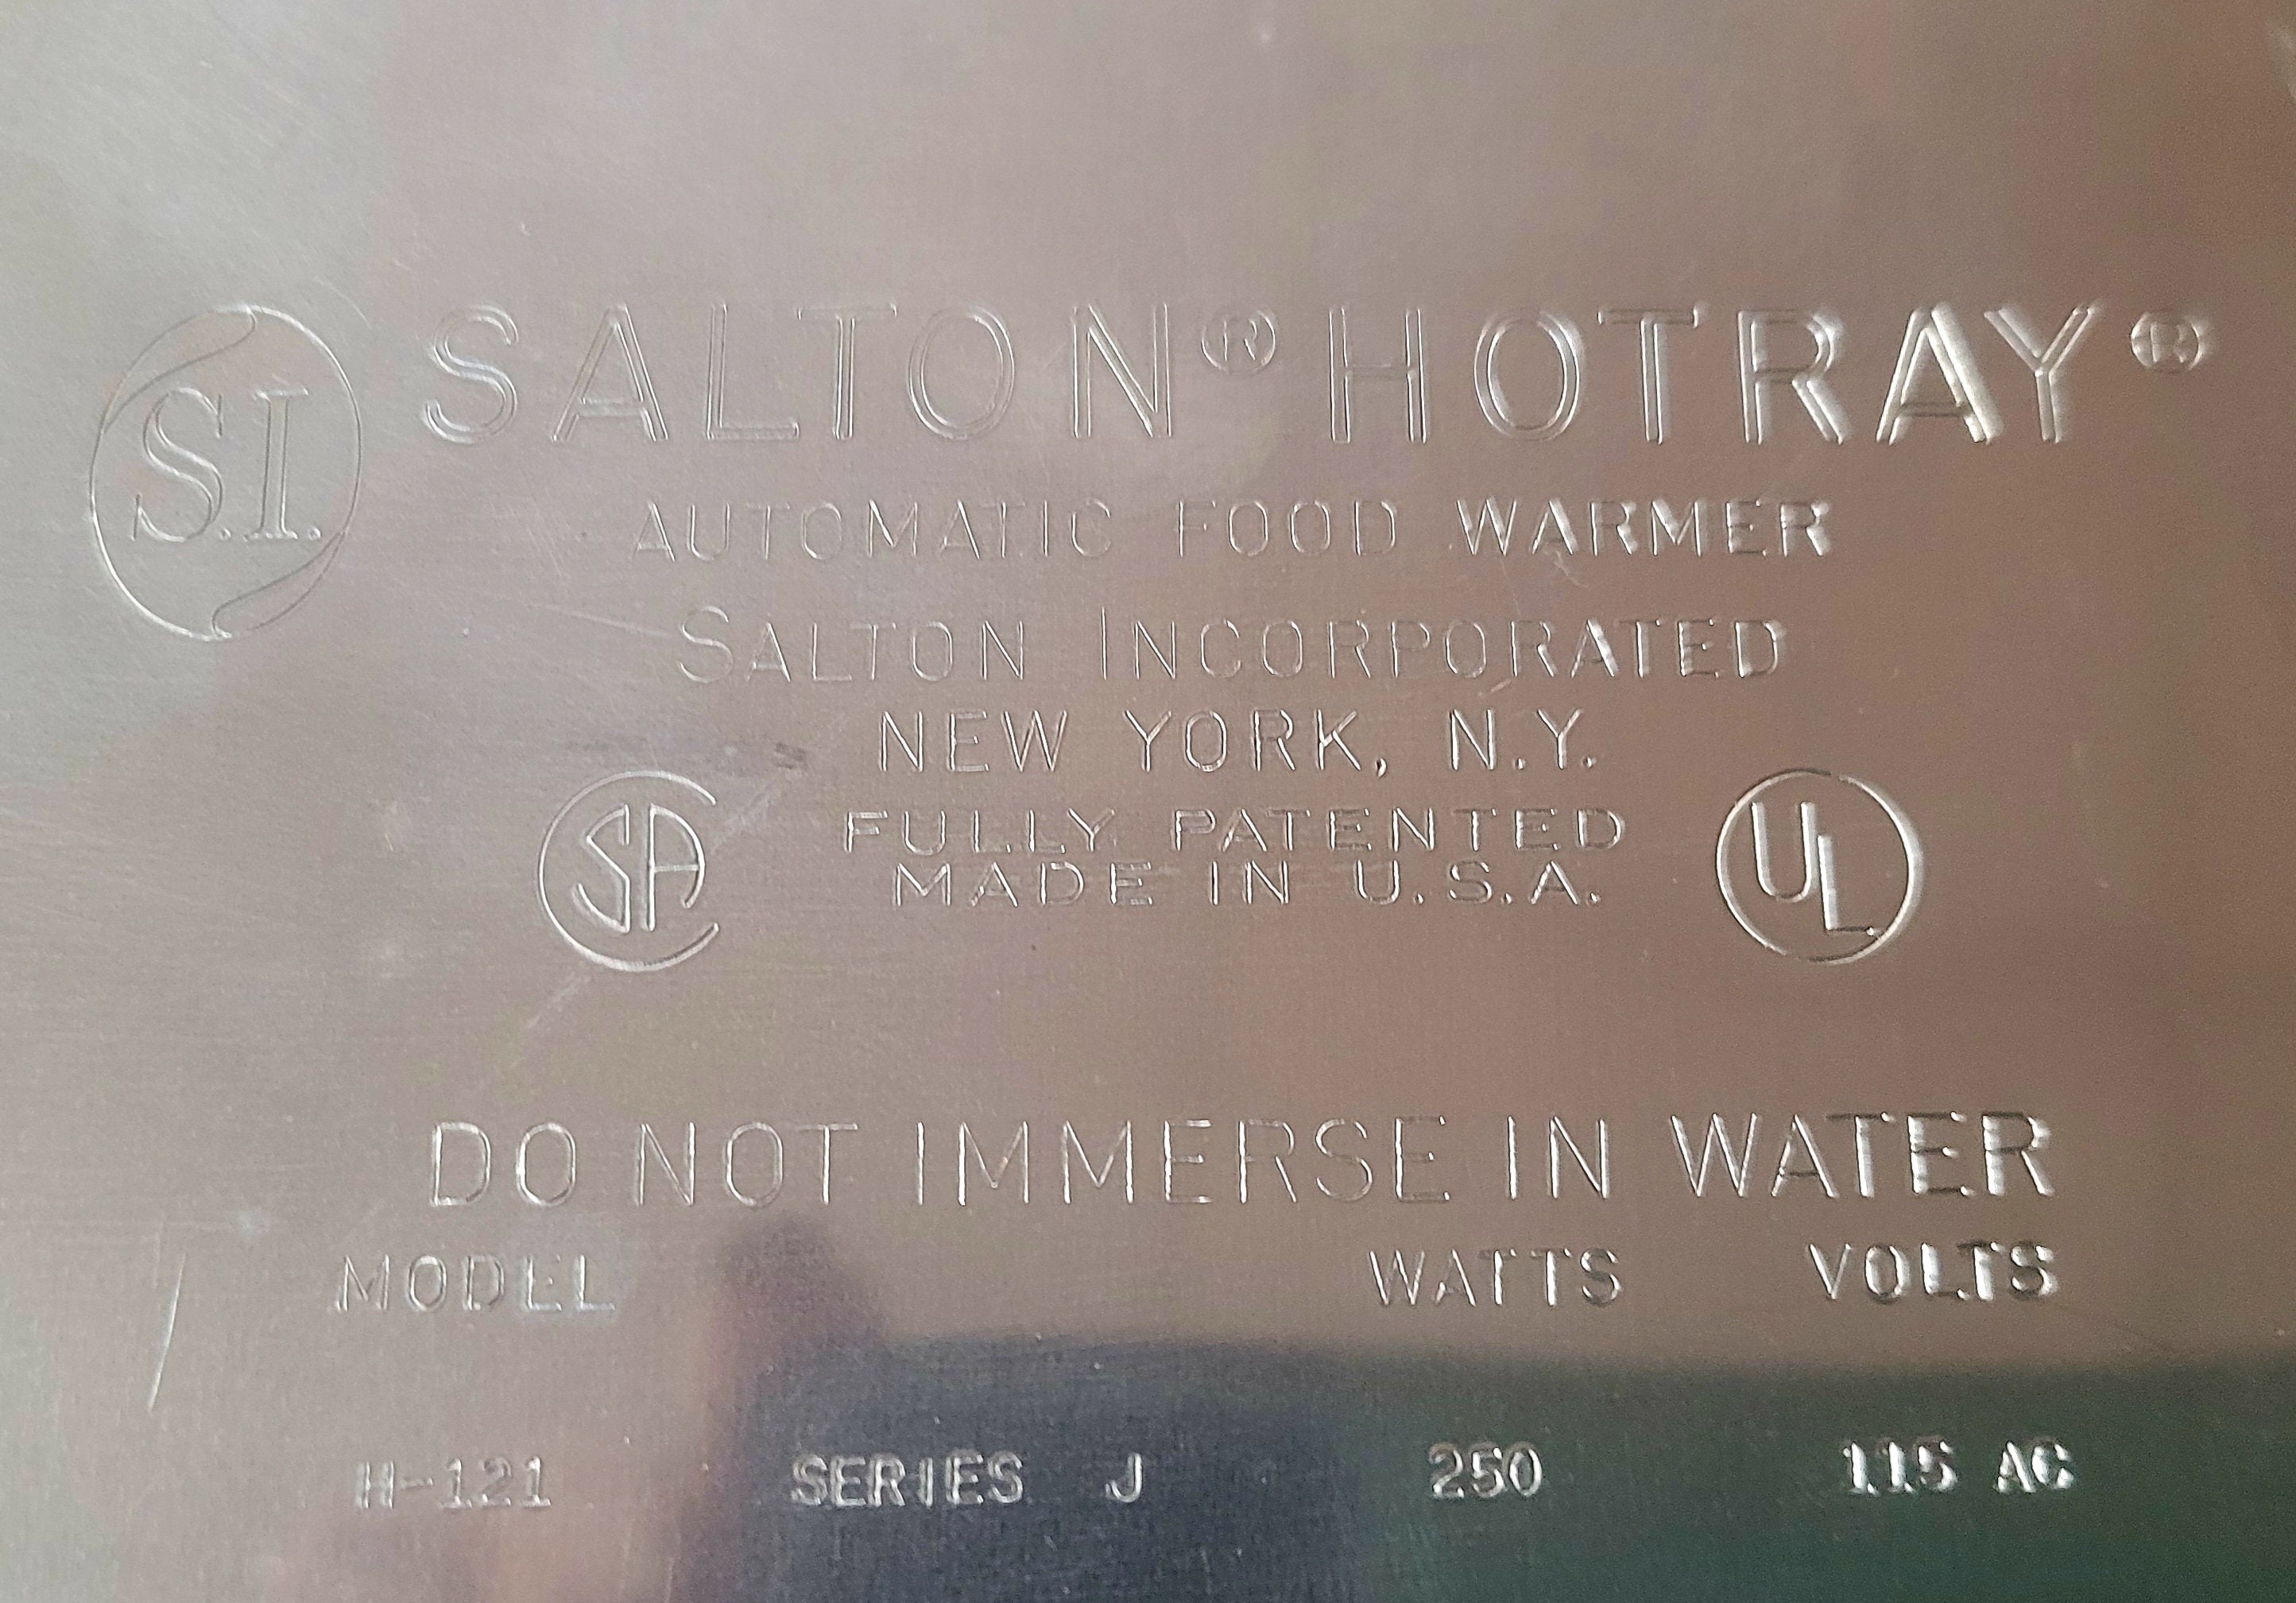 S.I.
SALTON® HOTRAY®
AUTOMATIC FOOD WARMER
SALTON INCORPORATED
NEW YORK, N.Y.
CSA
FULLY PATENTED
MADE IN U.S.A.
UL
DO NOT IMMERSE IN WATER
MODEL WATTS VOLTS
H-121 SERIES J 250 115 AC